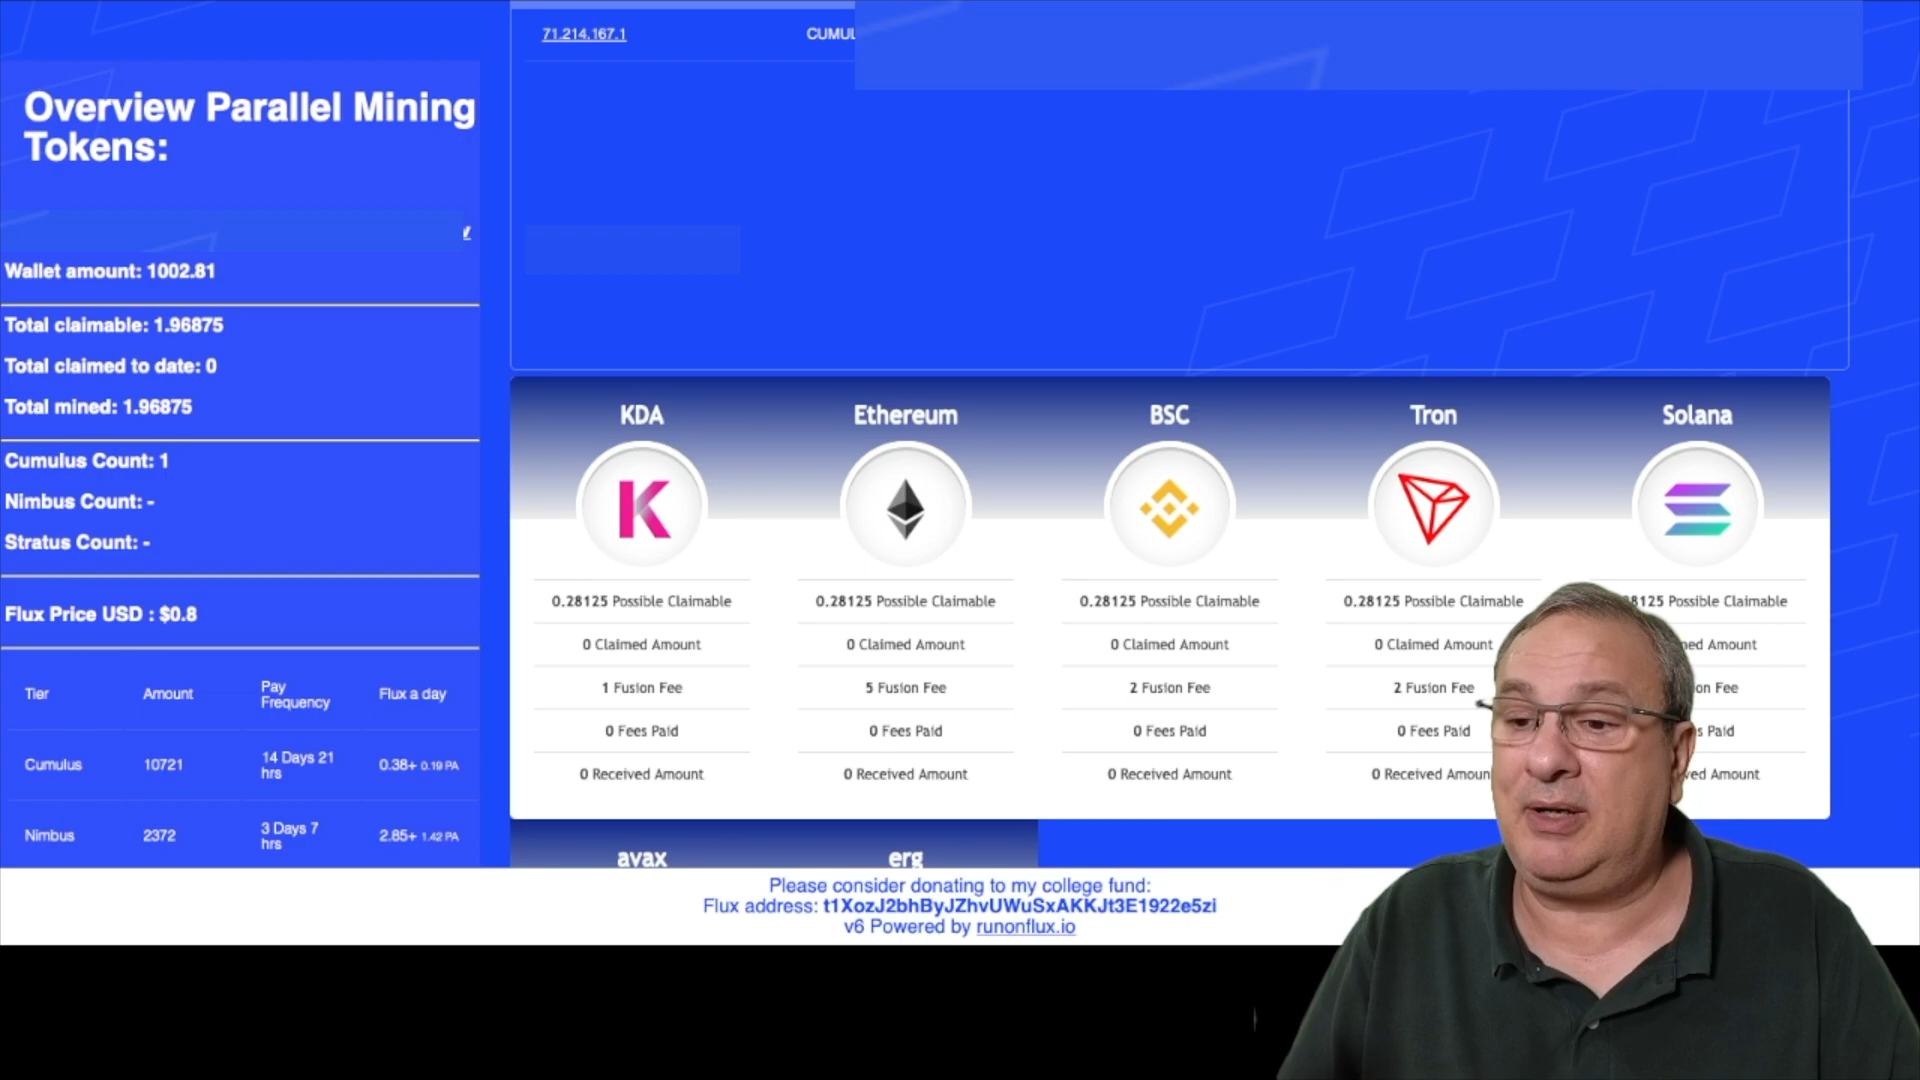 71.214.167.1
Overview Parallel Mining
Tokens:
Wallet amount: 1002.81
Total claimable: 1.96875
Total claimed to date: 0
Total mined: 1.96875
Cumulus Count: 1
Nimbus Count: -
Stratus Count: -
Flux Price USD : $0.8
Tier Amount Pay Frequency Flux a day
Cumulus 10721 14 Days 21 hrs 0.38+ 0.19 PA
Nimbus 2372 3 Days 7 hrs 2.85+ 1.42 PA
KDA Ethereum BSC Tron Solana
0.28125 Possible Claimable 0.28125 Possible Claimable 0.28125 Possible Claimable 0.28125 Possible Claimable 8125 Possible Claimable
0 Claimed Amount 0 Claimed Amount 0 Claimed Amount 0 Claimed Amount ned Amount
1 Fusion Fee 5 Fusion Fee 2 Fusion Fee 2 Fusion Fee on Fee
0 Fees Paid 0 Fees Paid 0 Fees Paid 0 Fees Paid s Paid
0 Received Amount 0 Received Amount 0 Received Amount 0 Received Amoun ved Amount
avax erg
Please consider donating to my college fund:
Flux address: t1XozJ2bhByJZhvUWuSxAKKJt3E1922e5zi
v6 Powered by runonflux.io